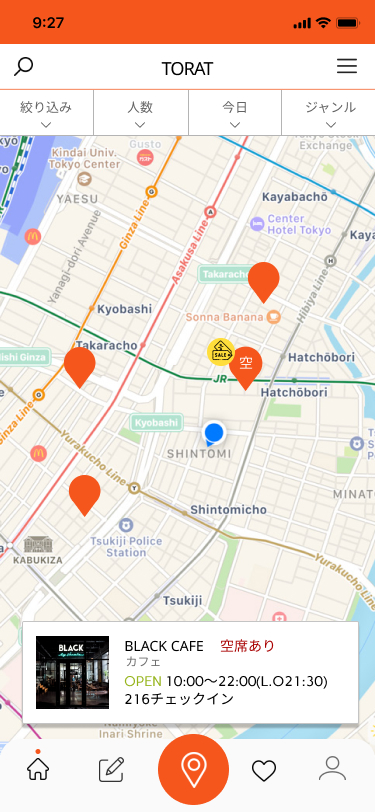 9:27
TORAT
絞り込み
人数
今日
ジャンル
Gusto
Exchange
Kindai Univ.
Tokyo Center
YAESU
Kayabachō
Center
Hotel Tokyo
Yanagi-dori Avenue
Ginza Line
G
Asakusa Line
A
H
Hibiya Line
Takaracho
Kyobashi
Sonna Banana
Takaracho
SALE
空
Hatchōbori
JR
Hatchōbori
G
Kyobashi
Yurakucho Line
SHINTOMI
Y
Shintomicho
Tsukiji Police
Station
KABUKIZA
Yurakucho Line
Tsukiji
BLACK
BLACK CAFE 空席あり
カフェ
OPEN 10:00〜22:00(L.O21:30)
216チェックイン
Inari Shrine